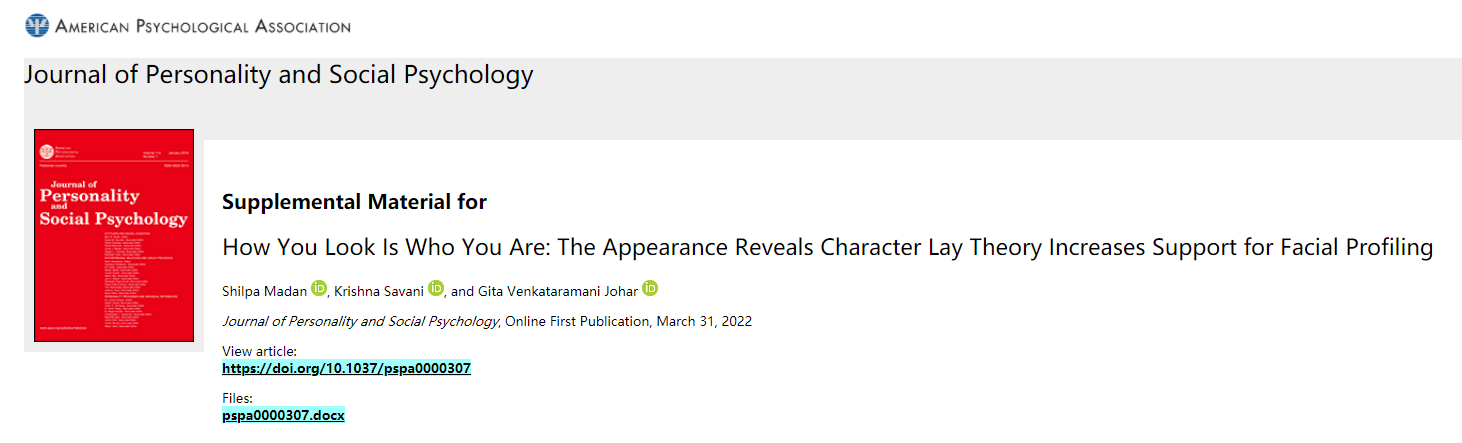 AMERICAN PSYCHOLOGICAL ASSOCIATION
Journal of Personality and Social Psychology
Journal of
Personality
and
Social Psychology
Supplemental Material for
How You Look Is Who You Are: The Appearance Reveals Character Lay Theory Increases Support for Facial Profiling
Shilpa Madan iD, Krishna Savani iD, and Gita Venkataramani Johar iD
Journal of Personality and Social Psychology, Online First Publication, March 31, 2022
View article:
https://doi.org/10.1037/pspa0000307
Files:
pspa0000307.docx